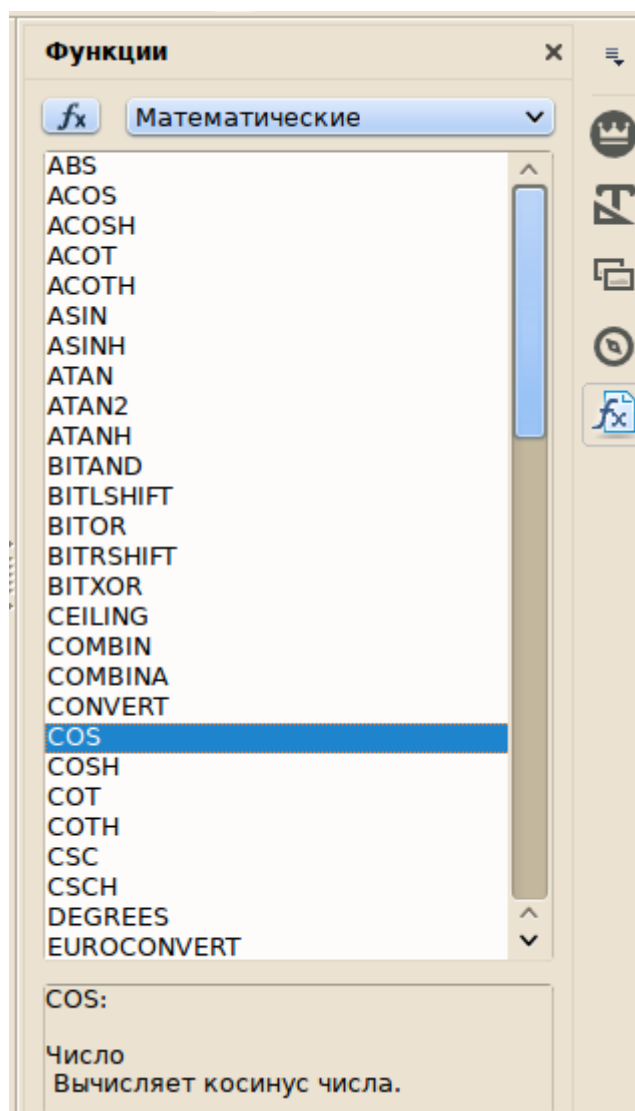 Функции
fx Математические
ABS
ACOS
ACOSH
ACOT
ACOTH
ASIN
ASINH
ATAN
ATAN2
ATANH
BITAND
BITLSHIFT
BITOR
BITRSHIFT
BITXOR
CEILING
COMBIN
COMBINA
CONVERT
COS
COSH
COT
COTH
CSC
CSCH
DEGREES
EUROCONVERT
COS:
Число
Вычисляет косинус числа.